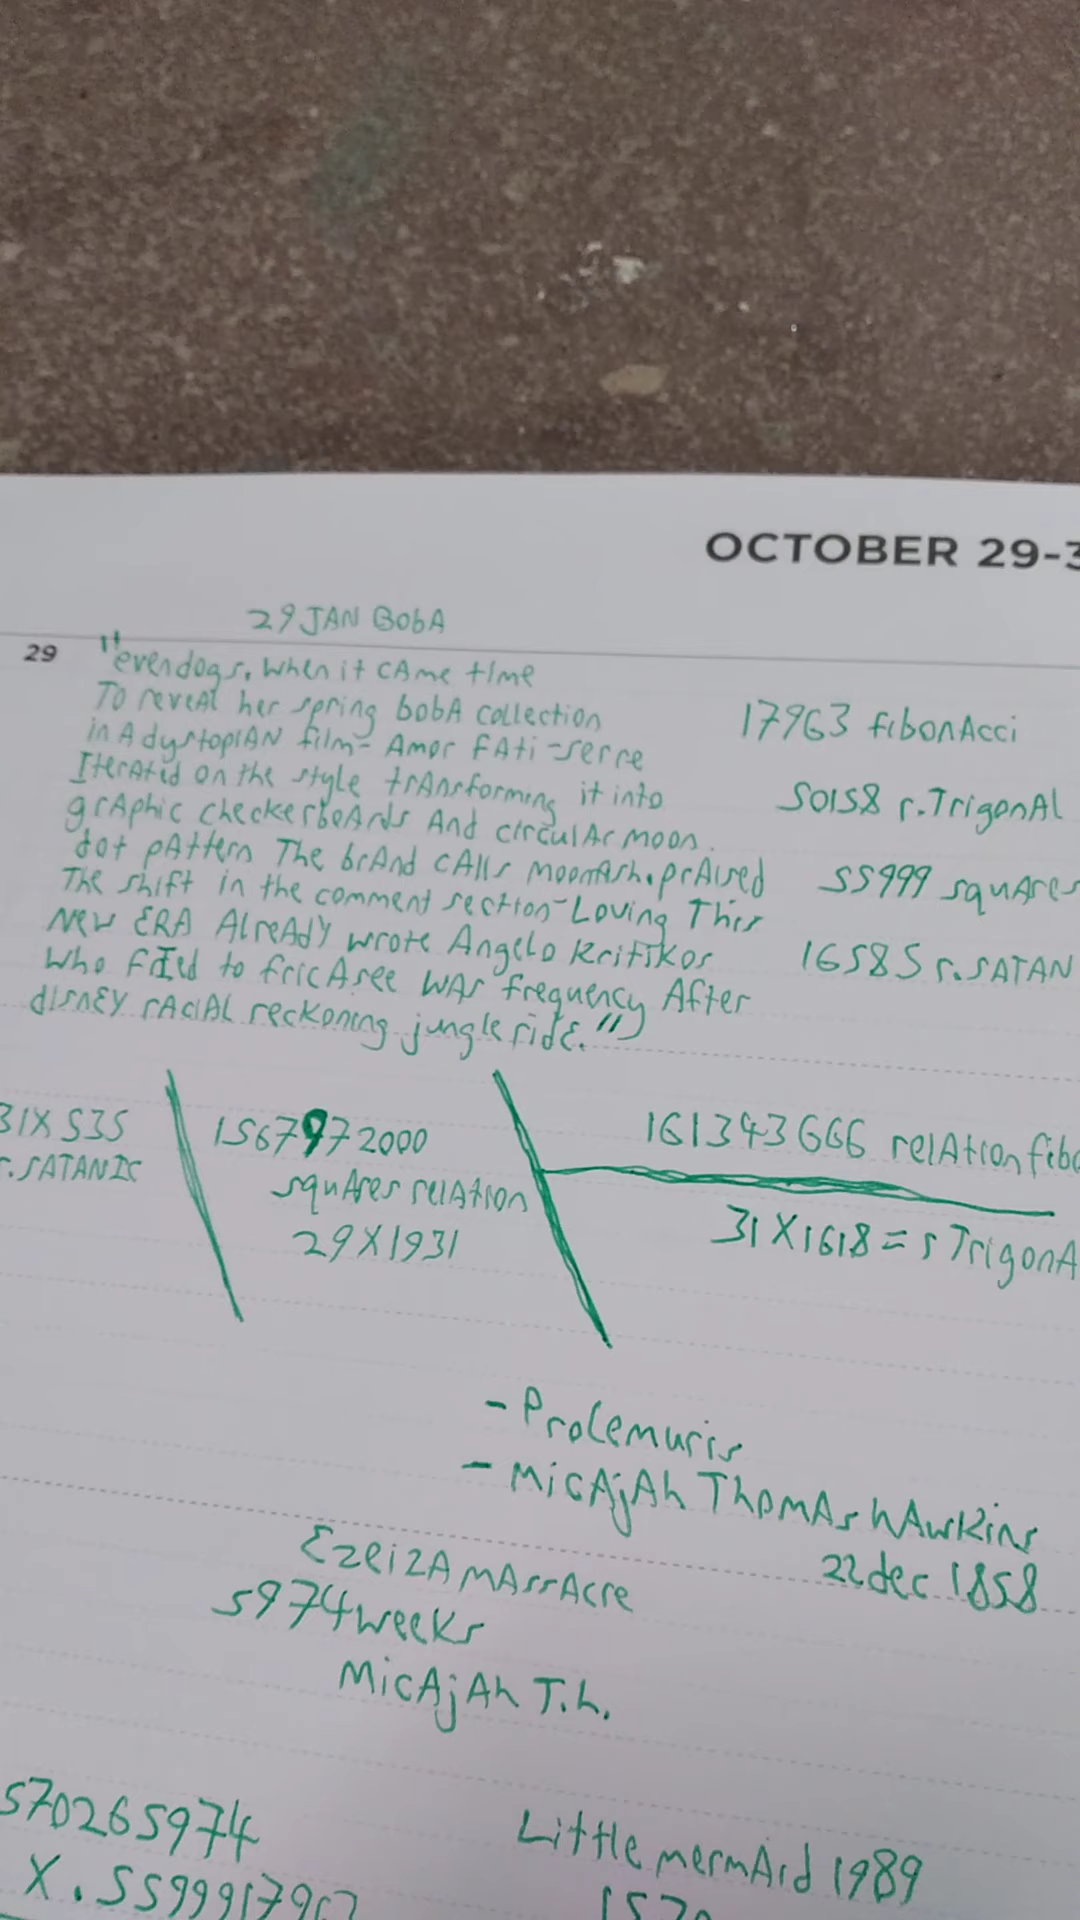 OCTOBER 29-3
29 JAN BobA
29
"evendogs, when it cAme time
To reveAl her spring bobA collection
in A dystopiAN film- Amor FAti -serre
IterAted on the style trAnsforming it into
grAphic checkerboArds And circulAr moon.
dot pAttern The brAnd cAlls moonAsh. prAised
The shift in the comment section-Loving This
New ERA AlreAdy wrote Angelo Kritikos
who to fricAsee wAs frequency After
disney rAciAl reckoning jungle ride.")
17963 fibonAcci
50158 r.TrigonAl
55999 squAres
16585 r.SATAN
31X535
r.SATANIC
1567972000
squAres relAtion
29X1931
161343666 relAtion fibo
31X1618 = r TrigonA
- Prolemuris
- MicAjAh ThomAs hAwkins
22 dec 1858
EzeizA mAssAcre
5974 weeks
MicAjAh T.h.
570265974
X.5599917963
Little mermAid 1989